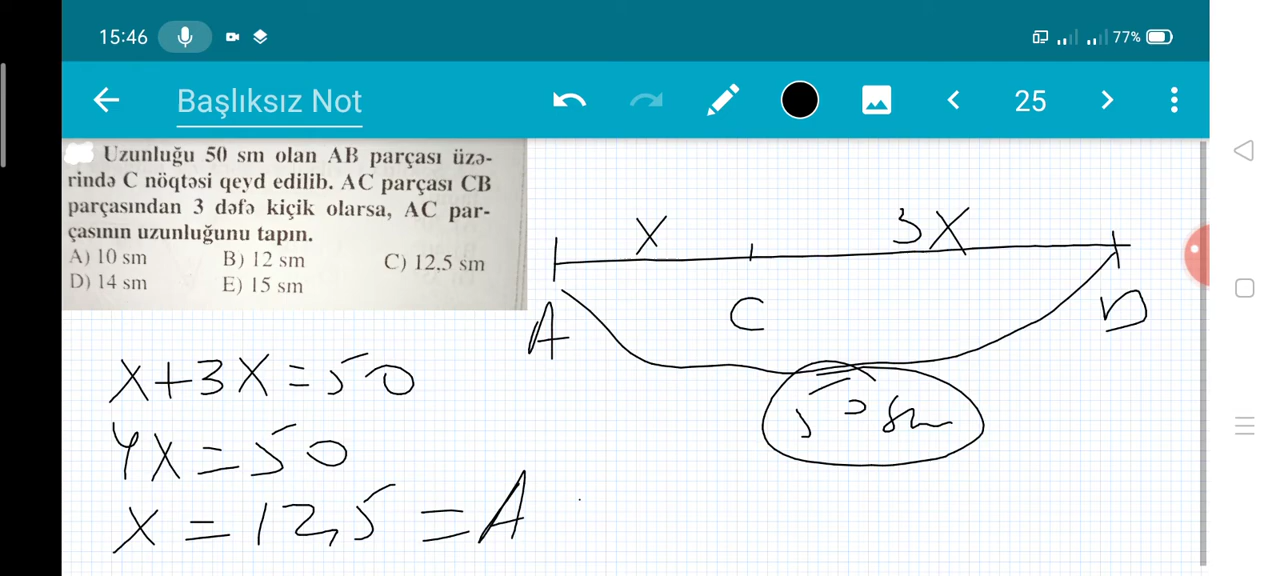 15:46
77%
Başlıksız Not
25
Uzunluğu 50 sm olan AB parçası üzə-
rində C nöqtəsi qeyd edilib. AC parçası CB
parçasından 3 dəfə kiçik olarsa, AC par-
çasının uzunluğunu tapın.
A) 10 sm B) 12 sm C) 12,5 sm
D) 14 sm E) 15 sm
X 3X
A C B
50 sm
X+3X=50
4X=50
X=12,5=A